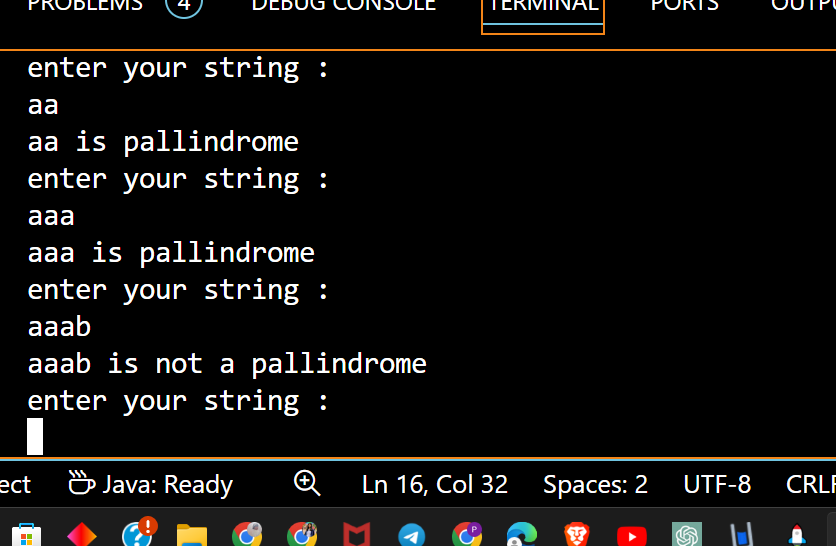 PROBLEMS 4 DEBUG CONSOLE TERMINAL PORTS
enter your string :
aa
aa is pallindrome
enter your string :
aaa
aaa is pallindrome
enter your string :
aaab
aaab is not a pallindrome
enter your string :
ect Java: Ready Ln 16, Col 32 Spaces: 2 UTF-8 CRLF